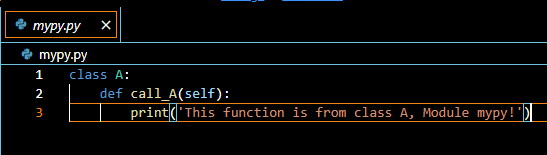 mypy.py
mypy.py
1 class A:
2     def call_A(self):
3         print('This function is from class A, Module mypy!')